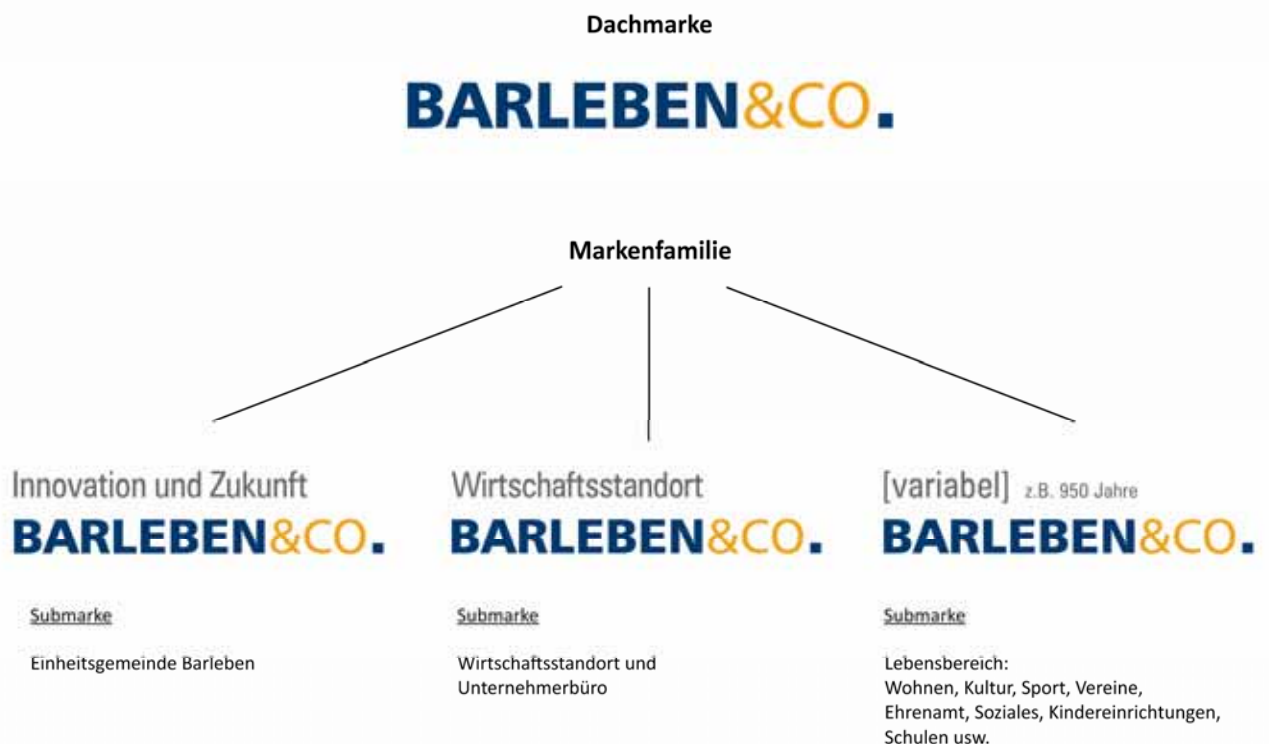 Dachmarke
BARLEBEN&CO.
Markenfamilie
Innovation und Zukunft
BARLEBEN&CO.
Submarke
Einheitsgemeinde Barleben
Wirtschaftsstandort
BARLEBEN&CO.
Submarke
Wirtschaftsstandort und
Unternehmerbüro
[variabel] z.B. 950 Jahre
BARLEBEN&CO.
Submarke
Lebensbereich:
Wohnen, Kultur, Sport, Vereine,
Ehrenamt, Soziales, Kindereinrichtungen,
Schulen usw.